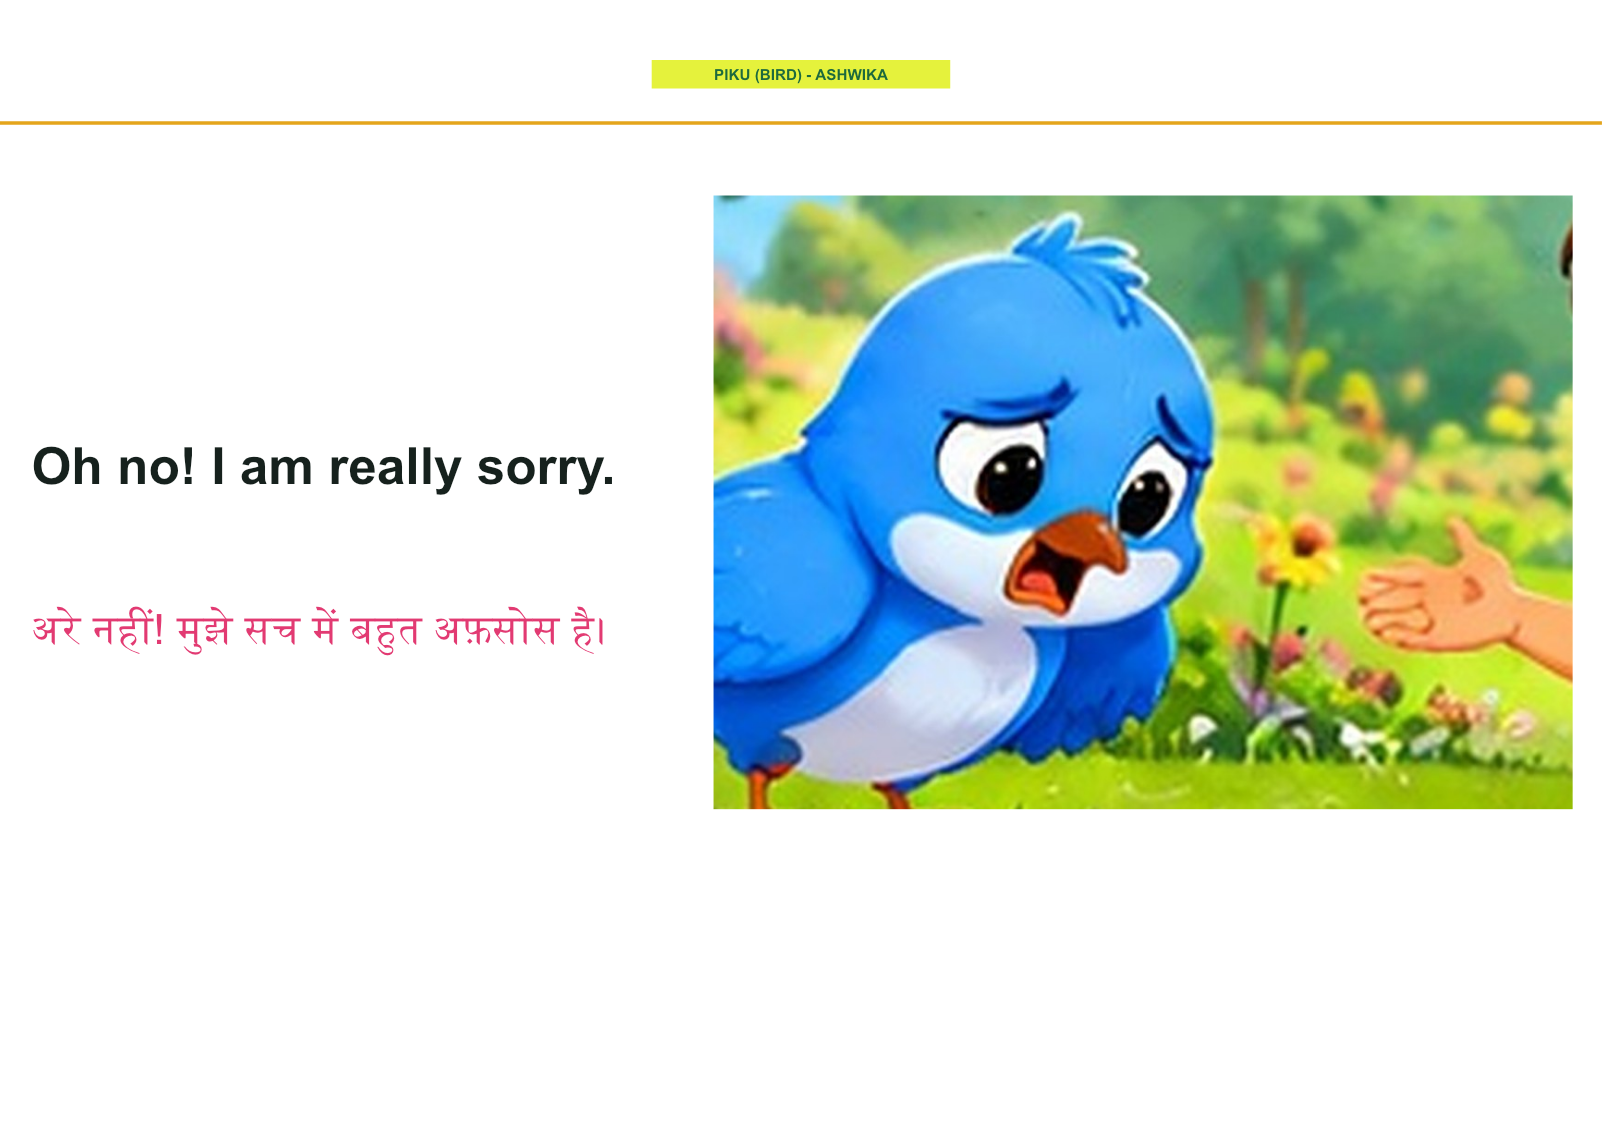 PIKU (BIRD) - ASHWIKA
Oh no! I am really sorry.
अरे नहीं! मुझे सच में बहुत अफ़सोस है।